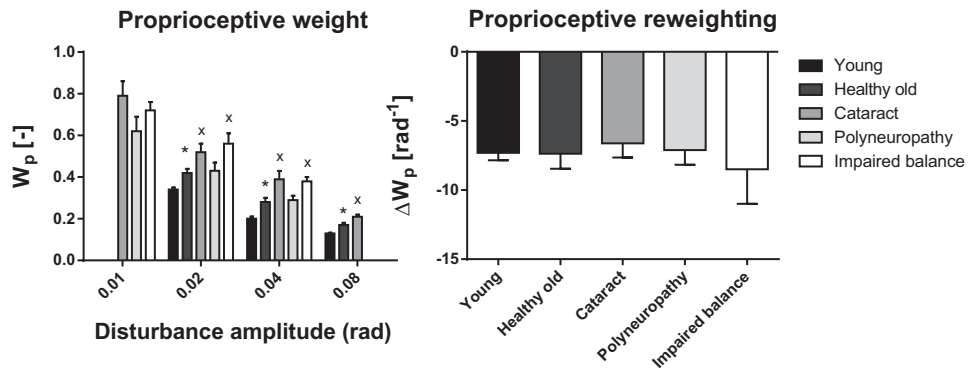 Proprioceptive weight
W_p [-]
1.0
0.8
0.6
0.4
0.2
0.0
* x x
* x x
* x
0.01 0.02 0.04 0.08
Disturbance amplitude (rad)
Proprioceptive reweighting
ΔW_p [rad⁻¹]
0
-5
-10
-15
Young
Healthy old
Cataract
Polyneuropathy
Impaired balance
Young
Healthy old
Cataract
Polyneuropathy
Impaired balance